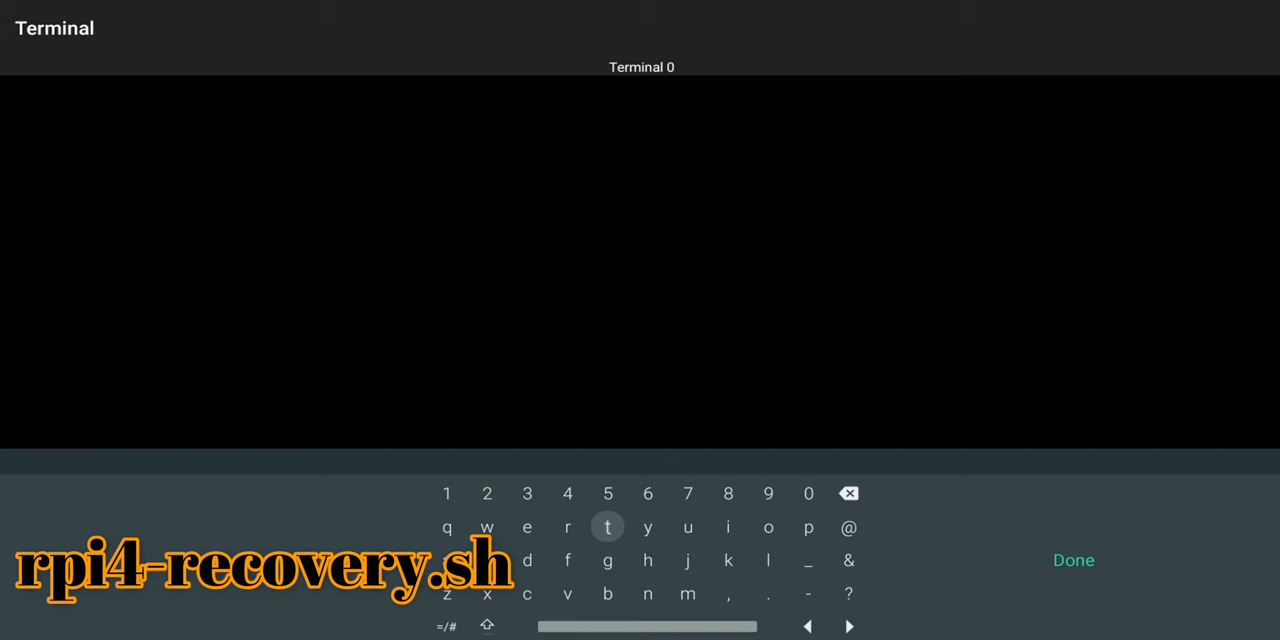 Terminal
Terminal 0
1 2 3 4 5 6 7 8 9 0
q w e r t y u i o p @
d f g h j k l _ &
z x c v b n m , . - ?
=/#
Done
rpi4-recovery.sh